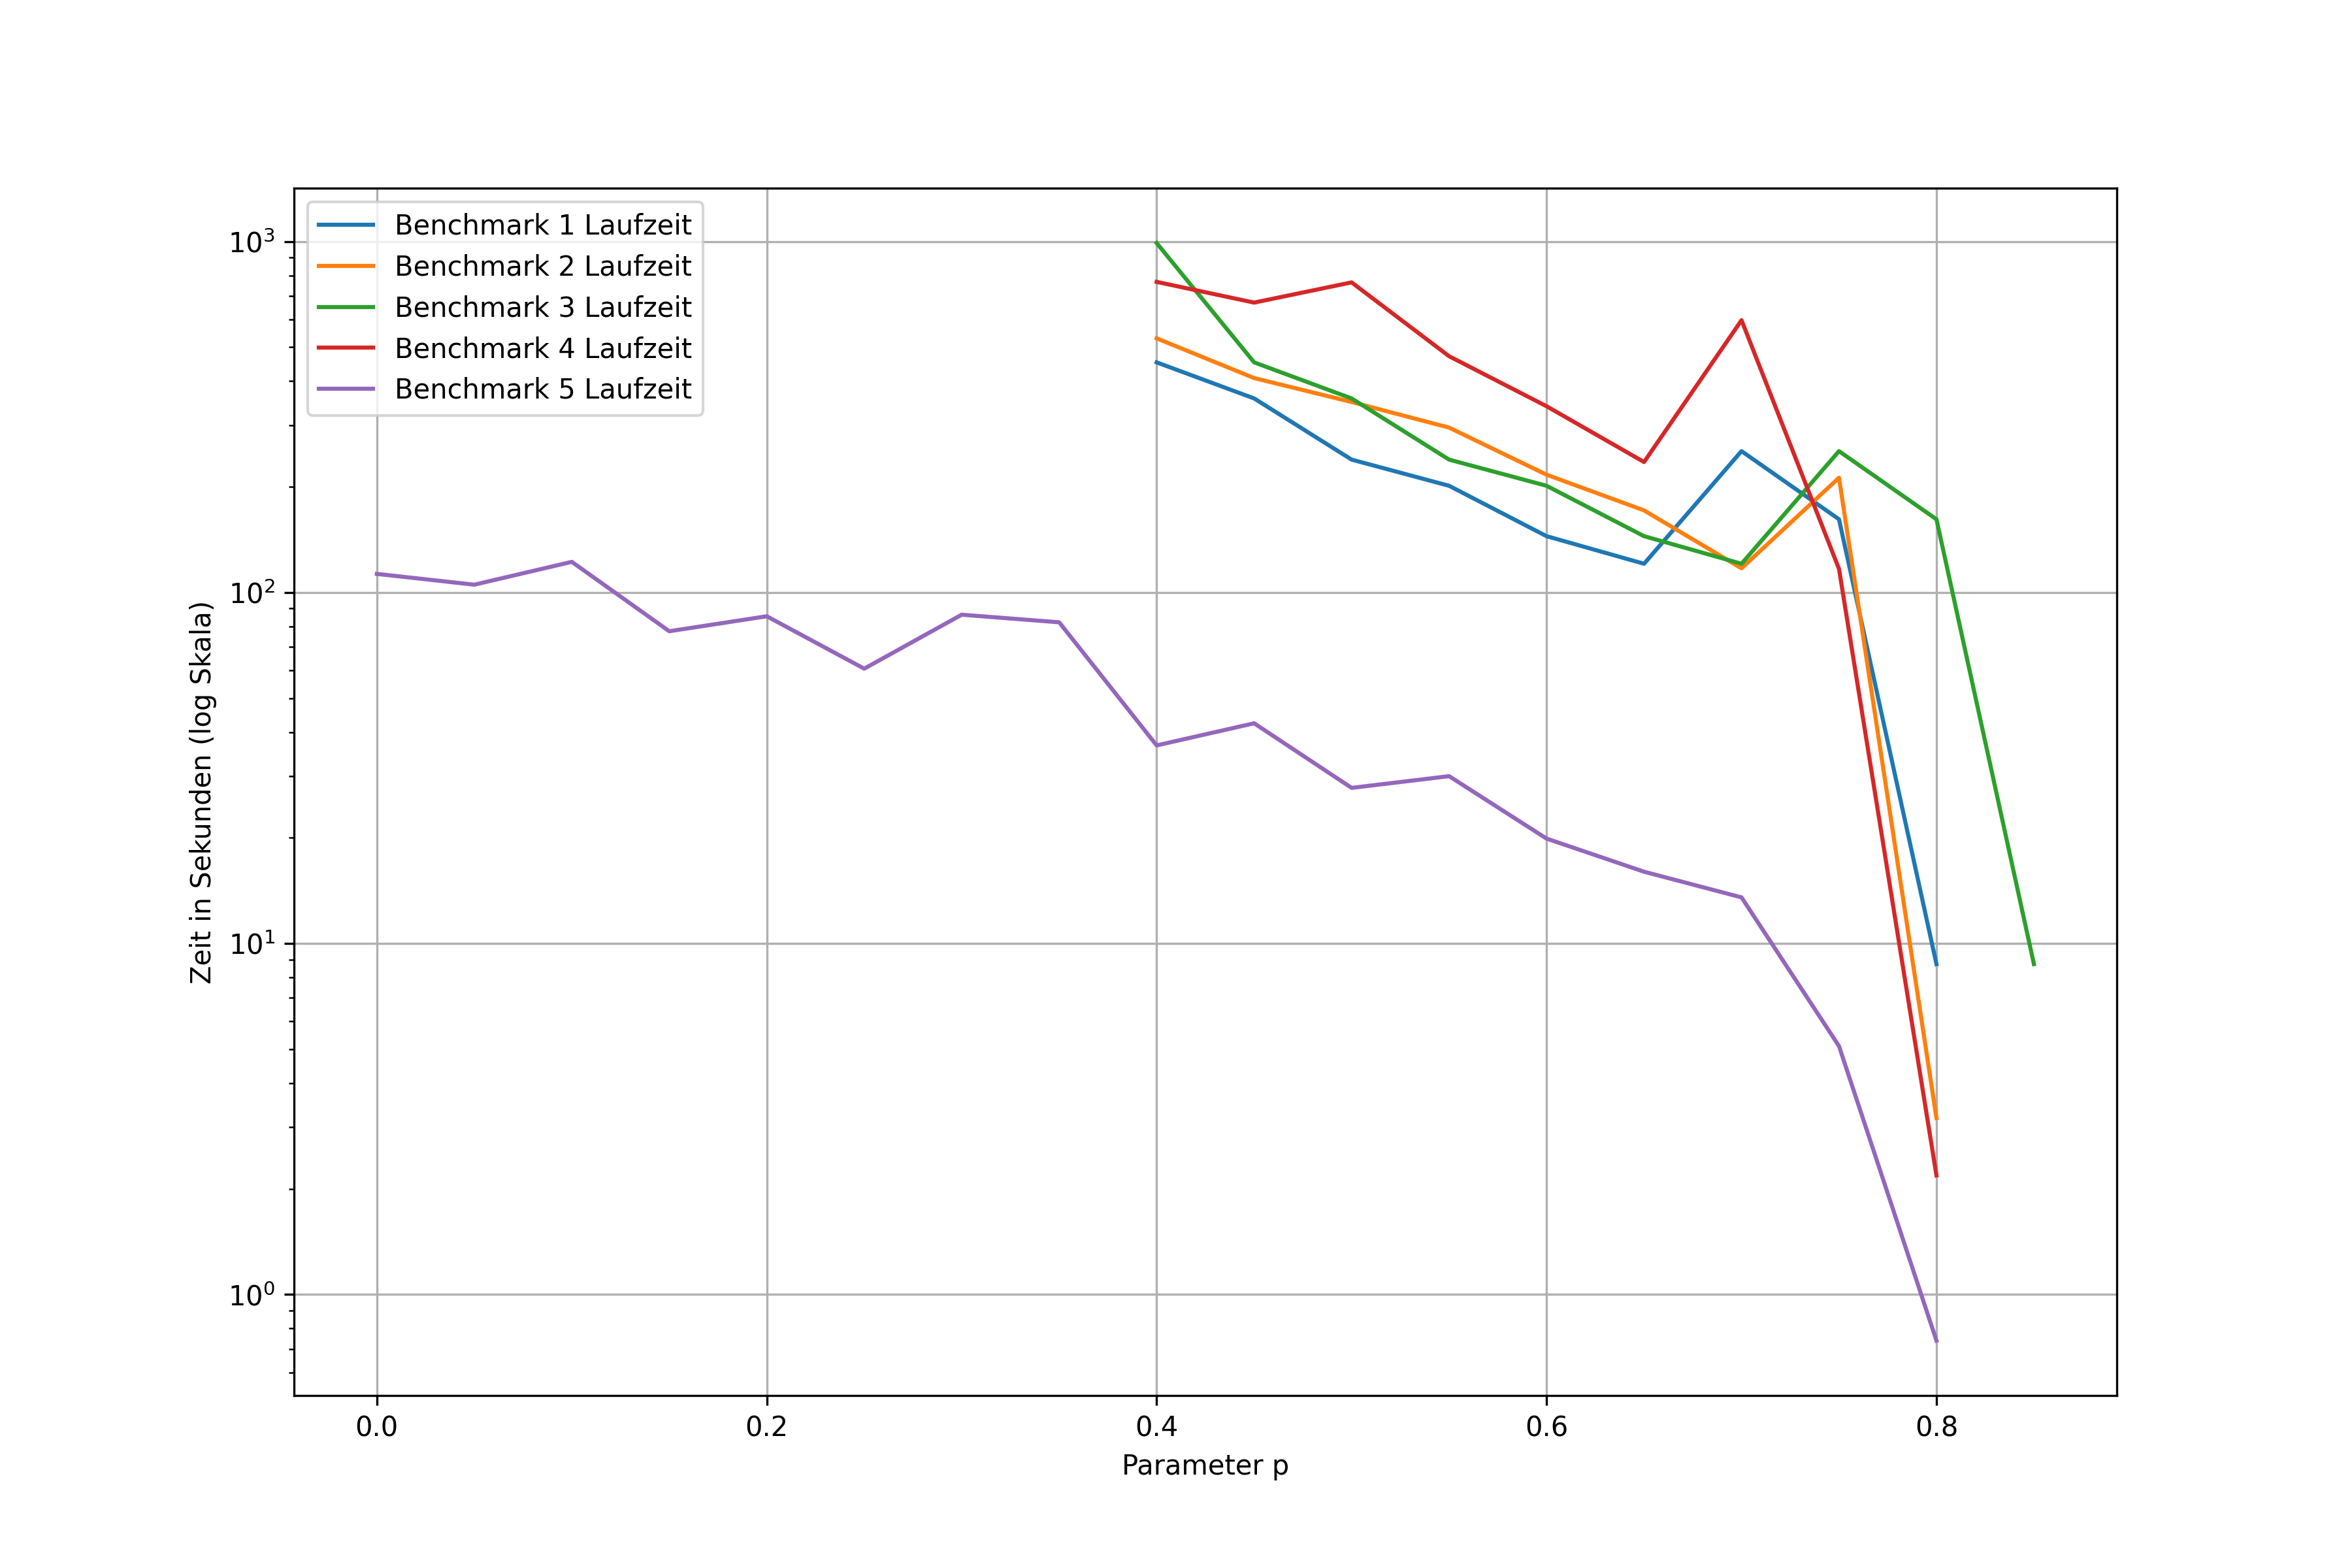 Benchmark 1 Laufzeit
Benchmark 2 Laufzeit
Benchmark 3 Laufzeit
Benchmark 4 Laufzeit
Benchmark 5 Laufzeit
Zeit in Sekunden (log Skala)
10³
10²
10¹
10⁰
0.0 0.2 0.4 0.6 0.8
Parameter p